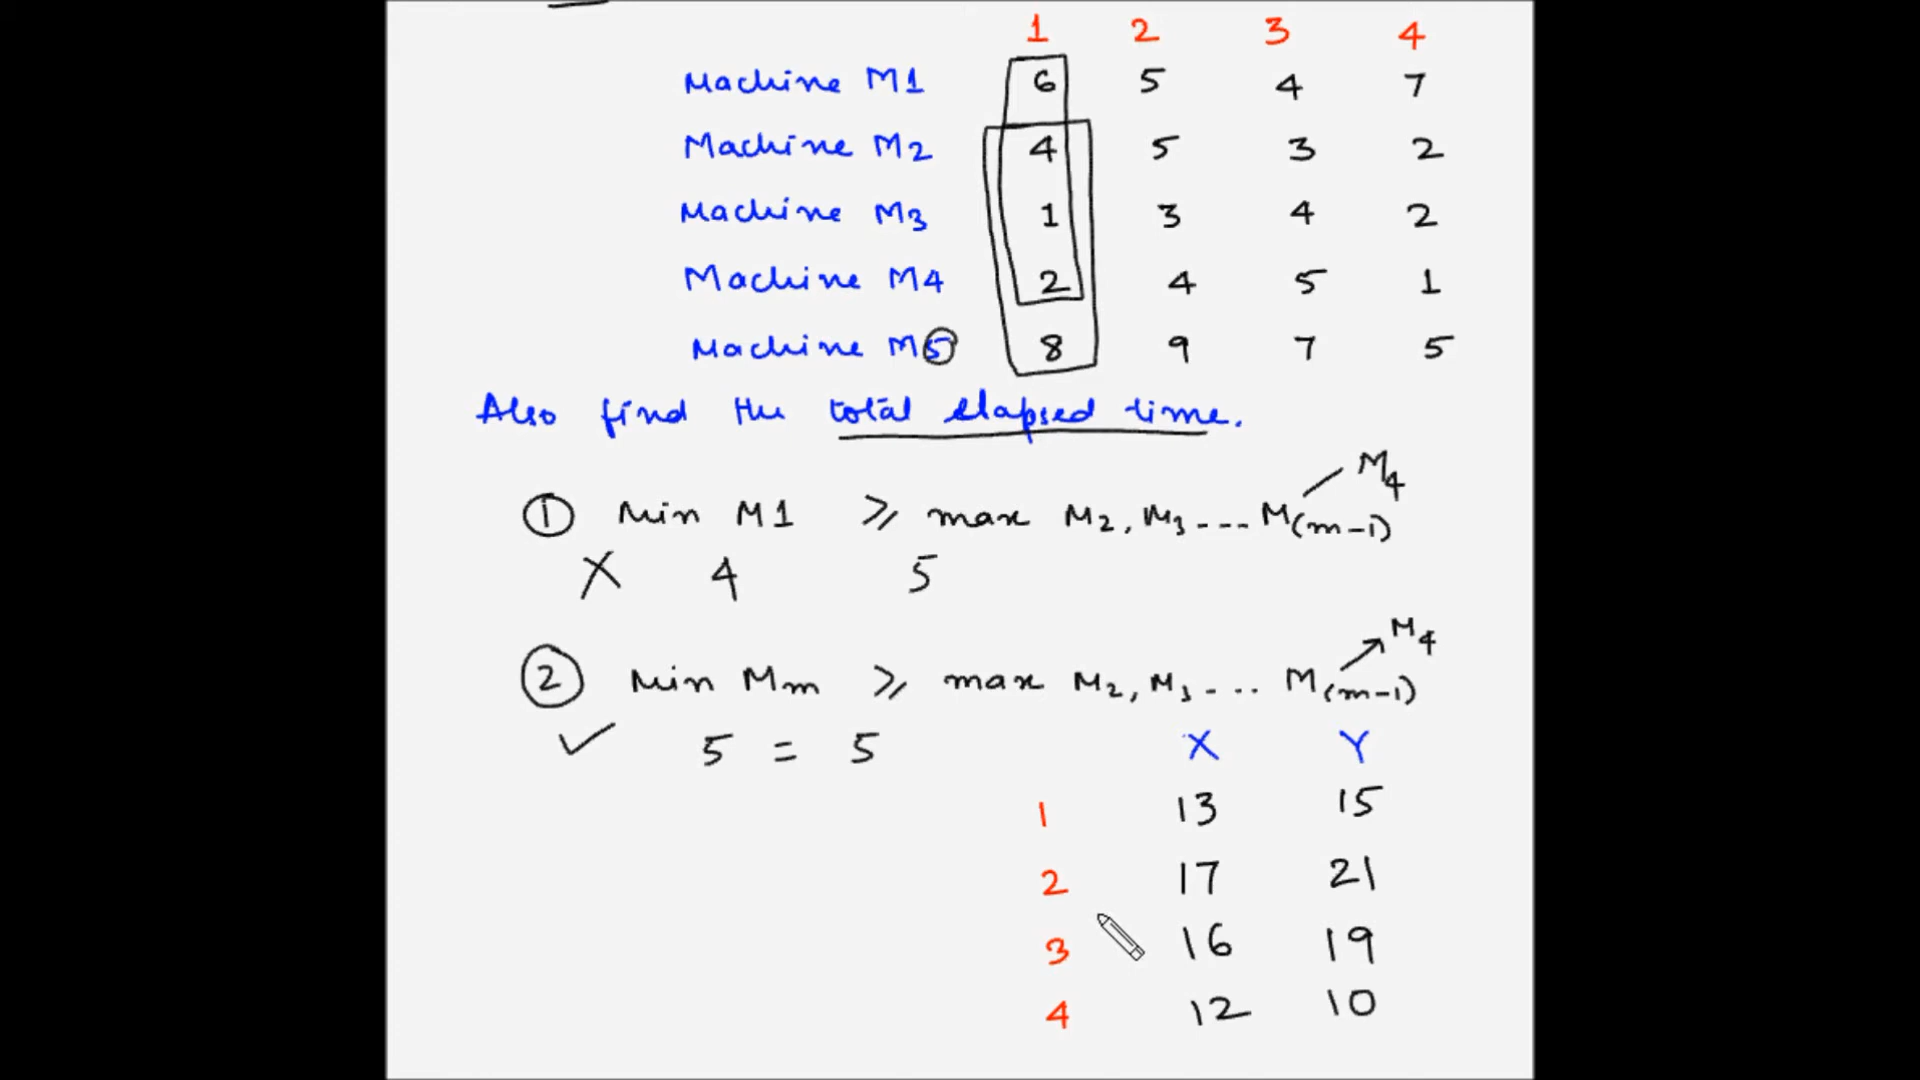 1 2 3 4
Machine M1 6 5 4 7
Machine M2 4 5 3 2
Machine M3 1 3 4 2
Machine M4 2 4 5 1
Machine M5 8 9 7 5
Also find the total elapsed time.
M4
① Min M1 ≥ max M2, M3 --- M(m-1)
X 4 5
M4
② Min Mm ≥ max M2, M3 ... M(m-1)
✓ 5 = 5
X Y
1 13 15
2 17 21
3 16 19
4 12 10